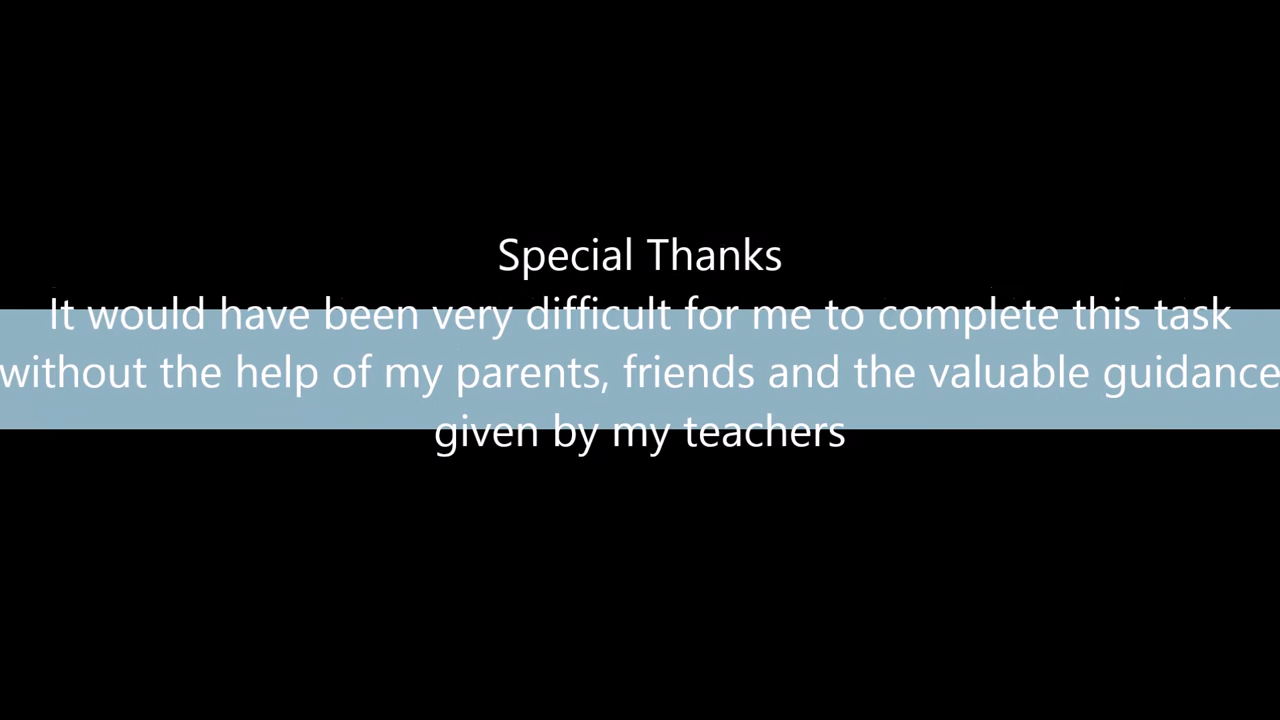 Special Thanks
It would have been very difficult for me to complete this task
without the help of my parents, friends and the valuable guidance
given by my teachers